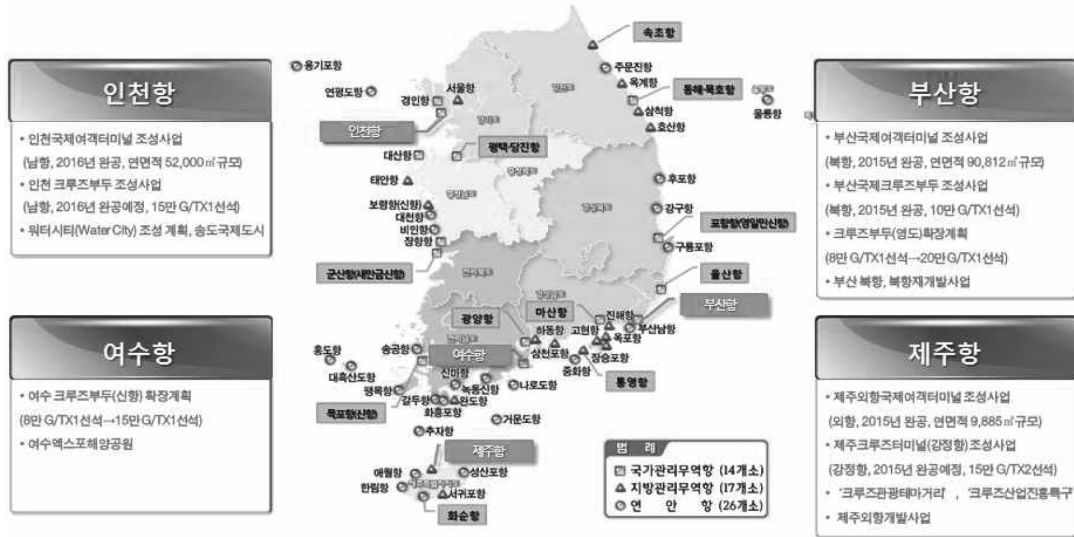 인천항
• 인천국제여객터미널 조성사업
(남항, 2016년 완공, 연면적 52,000㎡규모)
• 인천 크루즈부두 조성사업
(남항, 2016년 완공예정, 15만 G/TX1선석)
• 워터시티(Water City) 조성 계획, 송도국제도시
여수항
• 여수 크루즈부두(신항) 확장계획
(8만 G/TX1선석→15만G/TX1선석)
• 여수엑스포해양공원
속초항
용기포항
주문진항
연평도항
서울항
옥계항
경인항
동해·묵호항
울릉항
인천항
삼척항
호산항
평택·당진항
대산항
태안항
후포항
보령항(신항)
대천항
강구항
비인항
장항항
포항항(영일만신항)
구룡포항
군산항(새만금신항)
울산항
마산항
진해항
부산항
광양항
하동항
고현항
부산남항
옥포항
홍도항
송공항
여수항
삼천포항
장승포항
대흑산도항
신마항
중화항
팽목항
녹동신항
나로도항
통영항
목포항(신항)
갈두항
완도항
화흥포항
거문도항
추자항
제주항
애월항
성산포항
한림항
서귀포항
화순항
범 례
국가관리무역항 (14개소)
지방관리무역항 (17개소)
연 안 항 (26개소)
부산항
• 부산국제여객터미널 조성사업
(북항, 2015년 완공, 연면적 90,812㎡규모)
• 부산국제크루즈부두 조성사업
(북항, 2015년 완공, 10만 G/TX1선석)
• 크루즈부두(영도)확장계획
(8만 G/TX1선석→20만G/TX1선석)
• 부산 북항, 북항재개발사업
제주항
• 제주외항국제여객터미널 조성사업
(외항, 2015년 완공, 연면적 9,885㎡규모)
• 제주크루즈터미널(강정항)조성사업
(강정항, 2015년 완공예정, 15만 G/TX2선석)
• ‘크루즈관광테마거리’ , ‘크루즈산업진흥특구’
• 제주외항개발사업